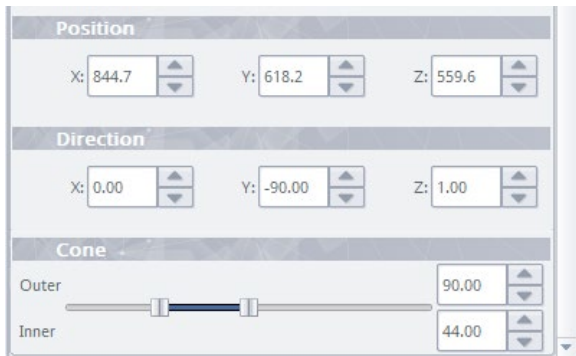 Position
X: 844.7 Y: 618.2 Z: 559.6
Direction
X: 0.00 Y: -90.00 Z: 1.00
Cone
Outer 90.00
Inner 44.00